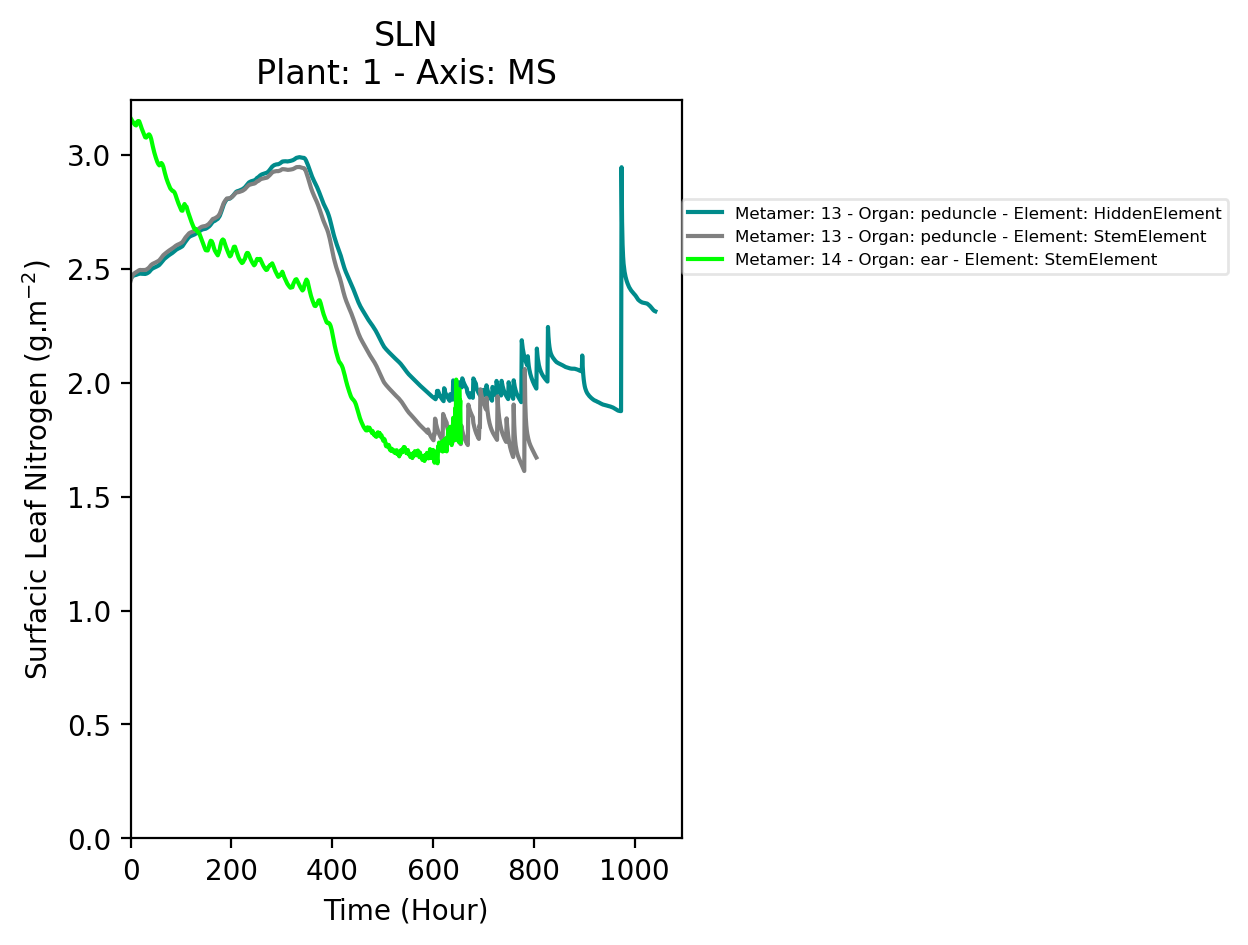 SLN
Plant: 1 - Axis: MS
Surfacic Leaf Nitrogen (g.m⁻²)
3.0
2.5
2.0
1.5
1.0
0.5
0.0
0 200 400 600 800 1000
Time (Hour)
Metamer: 13 - Organ: peduncle - Element: HiddenElement
Metamer: 13 - Organ: peduncle - Element: StemElement
Metamer: 14 - Organ: ear - Element: StemElement